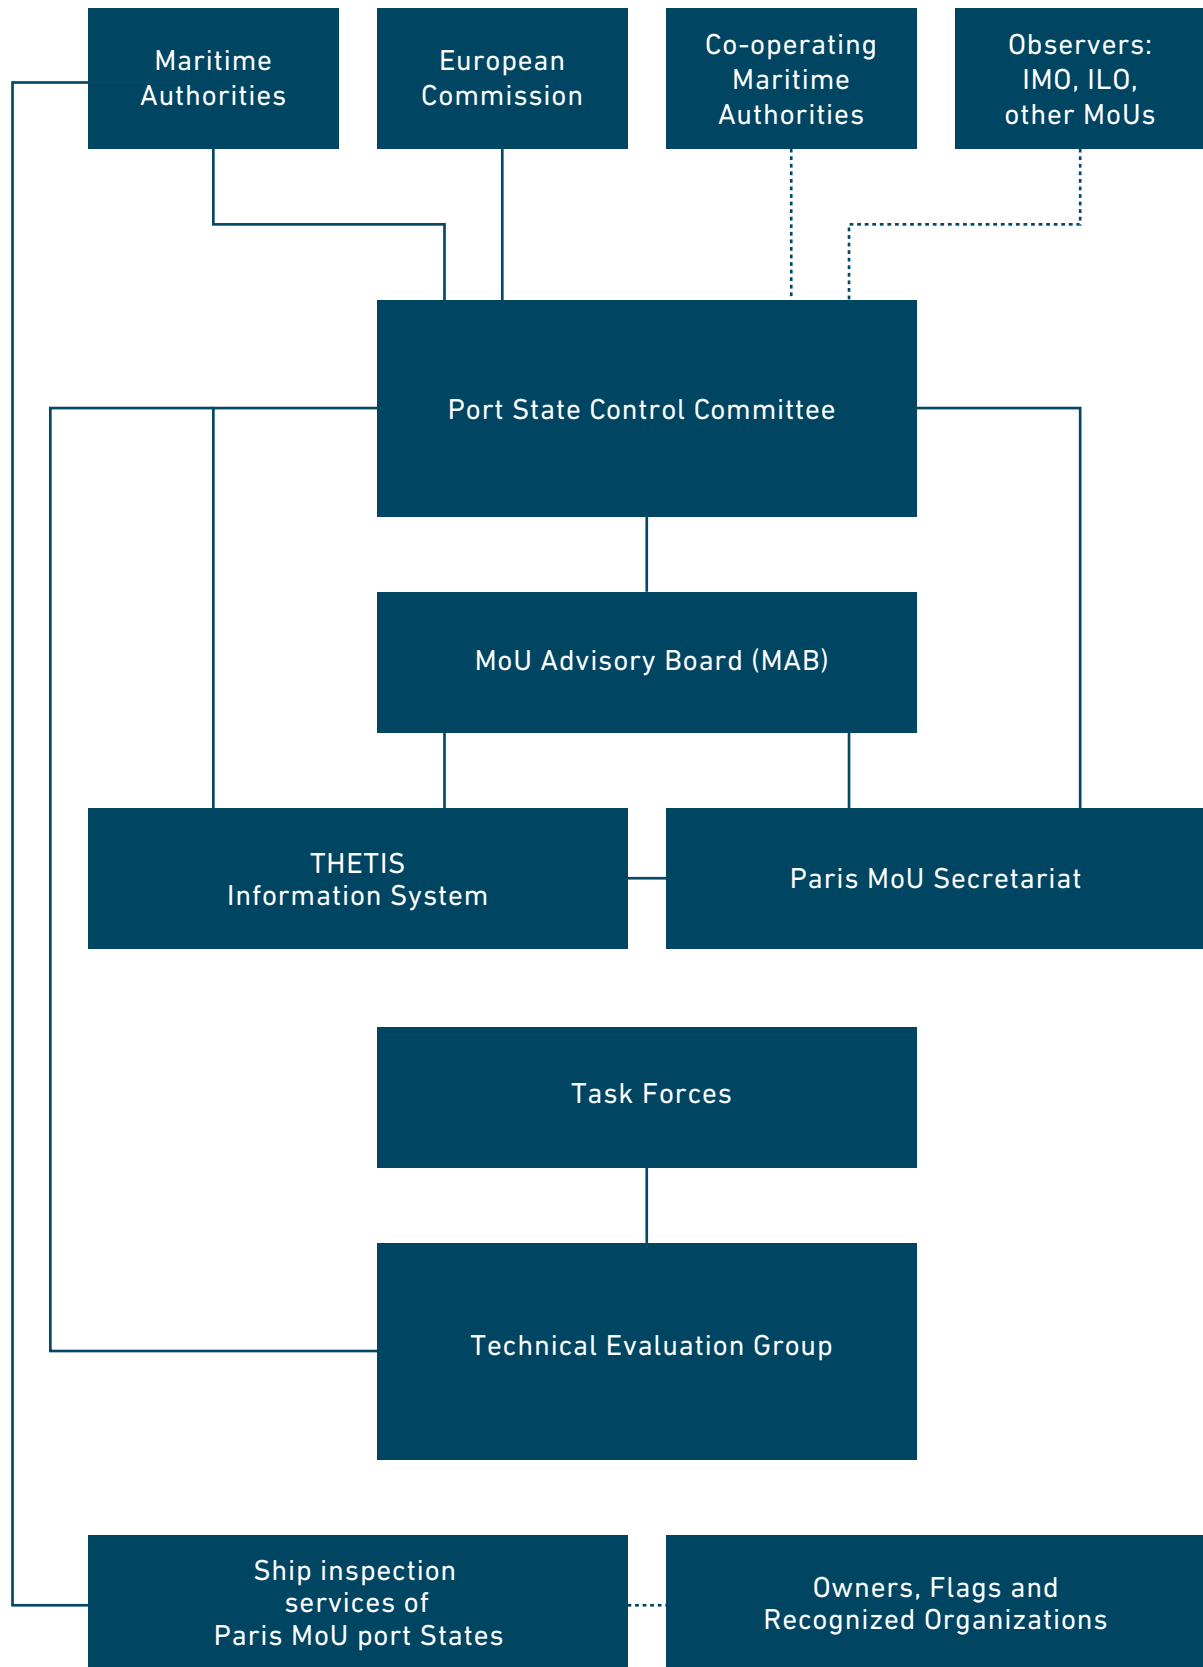 Maritime
Authorities
European
Commission
Co-operating
Maritime
Authorities
Observers:
IMO, ILO,
other MoUs
Port State Control Committee
MoU Advisory Board (MAB)
THETIS
Information System
Paris MoU Secretariat
Task Forces
Technical Evaluation Group
Ship inspection
services of
Paris MoU port States
Owners, Flags and
Recognized Organizations